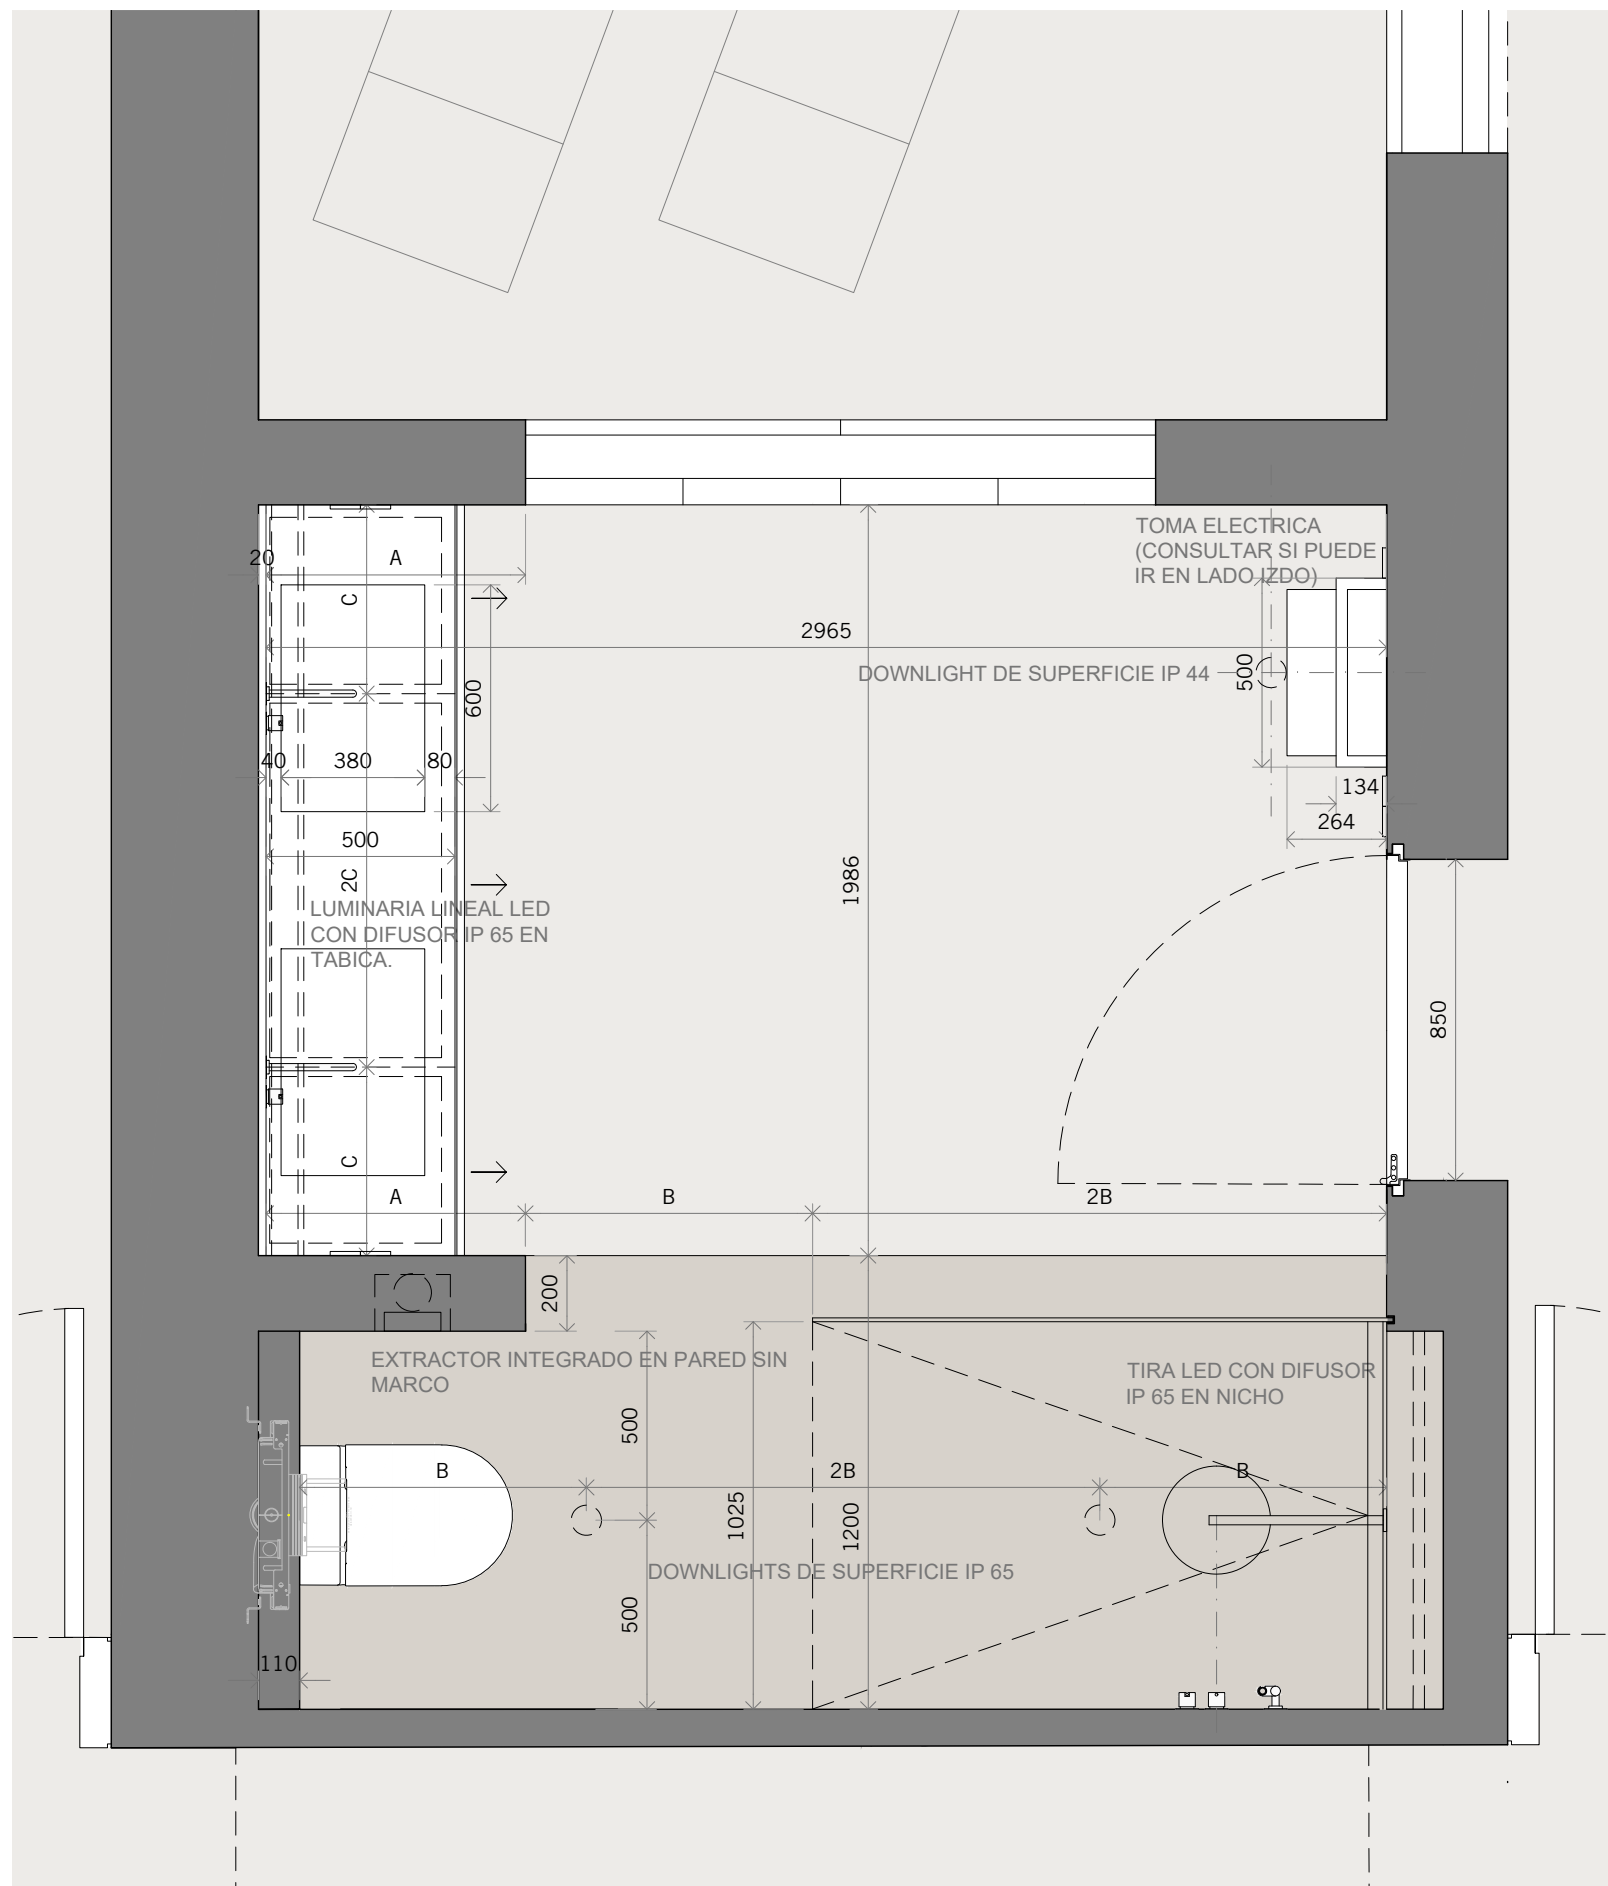 TOMA ELECTRICA
(CONSULTAR SI PUEDE
IR EN LADO IZDO)
20
A
C
2965
DOWNLIGHT DE SUPERFICIE IP 44
500
600
40
380
80
134
264
500
2C
1986
LUMINARIA LINEAL LED
CON DIFUSOR IP 65 EN
TABICA.
850
C
A
B
2B
200
EXTRACTOR INTEGRADO EN PARED SIN
MARCO
TIRA LED CON DIFUSOR
IP 65 EN NICHO
500
B
2B
B
1025
1200
DOWNLIGHTS DE SUPERFICIE IP 65
500
110